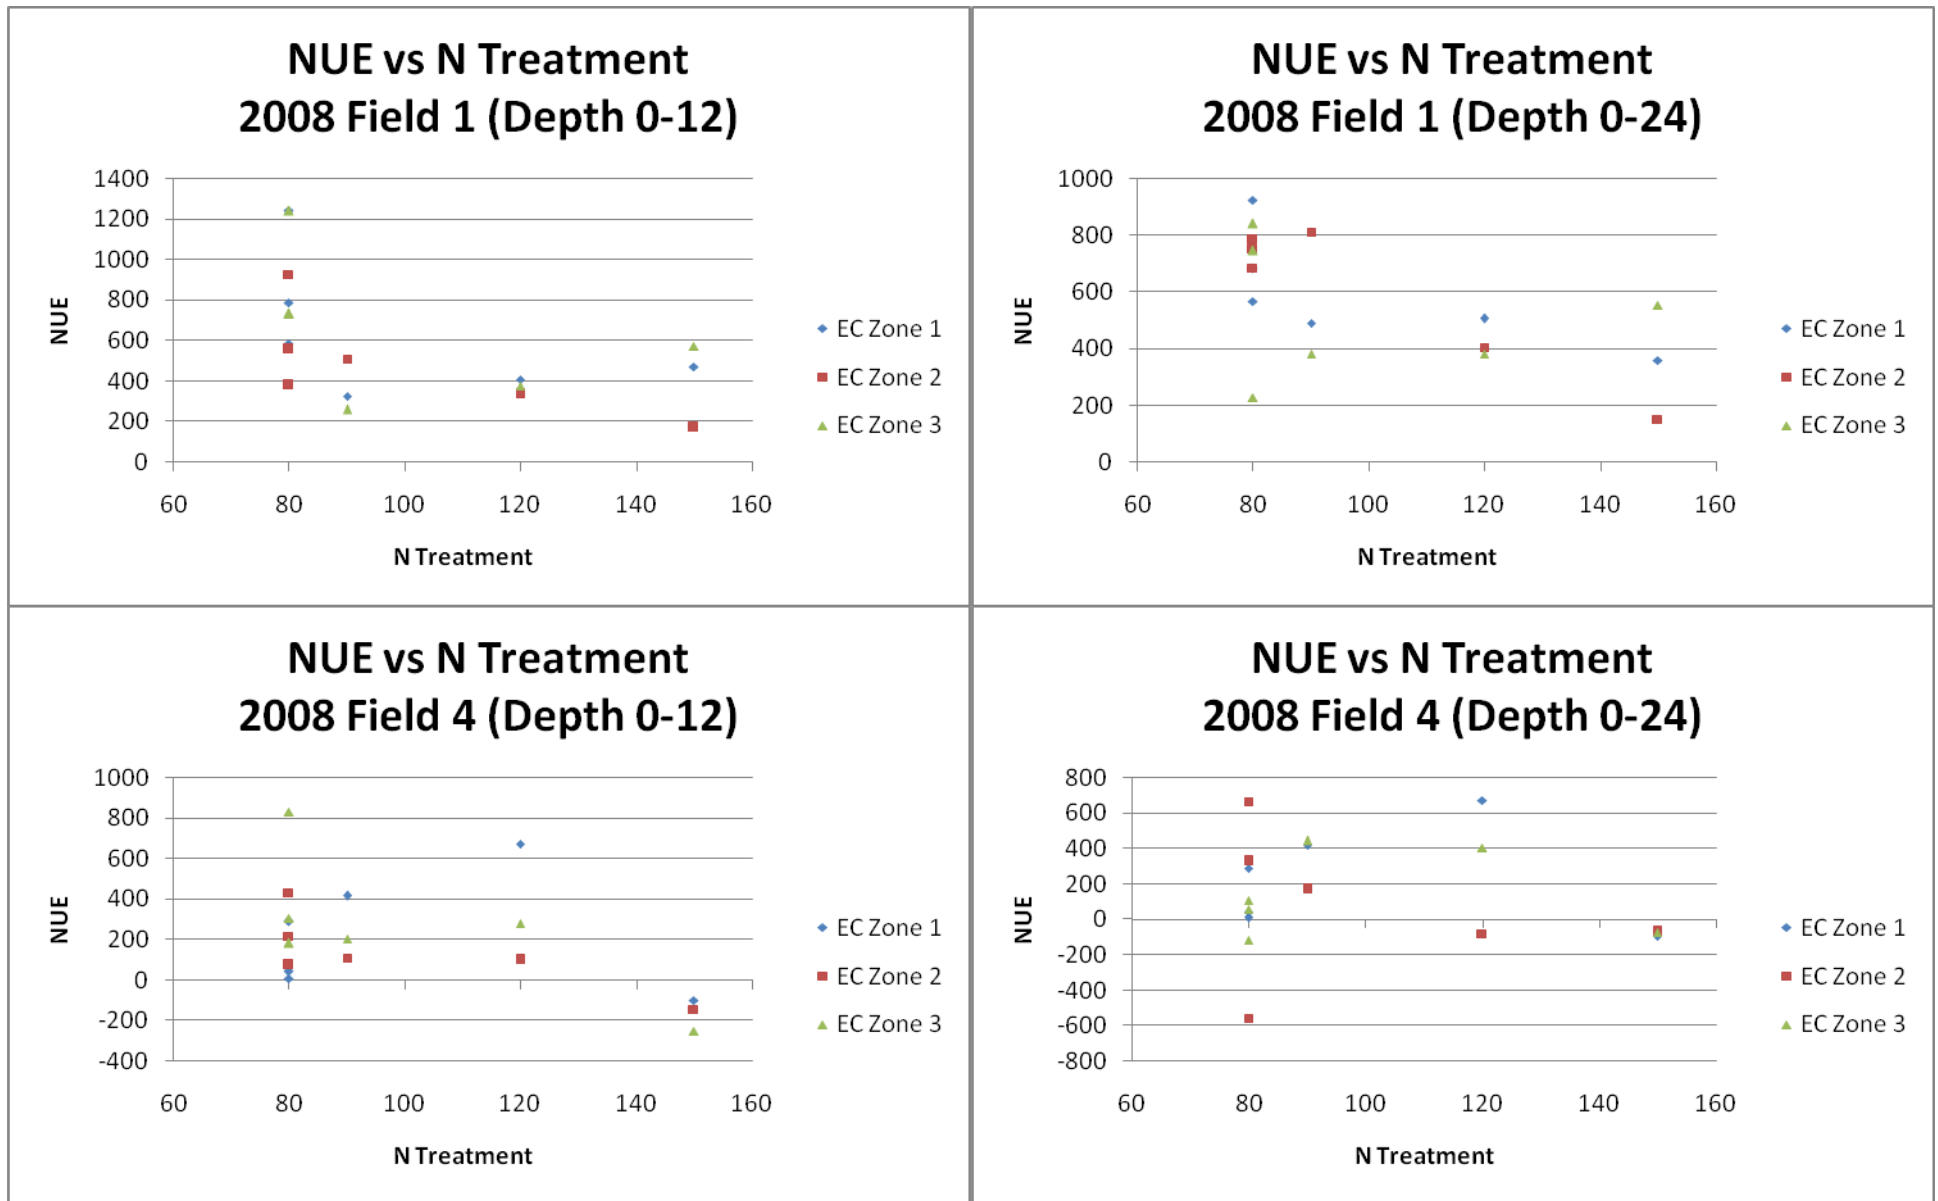 NUE vs N Treatment
2008 Field 1 (Depth 0-12)
1400
1200
1000
800
600
400
200
0
60 80 100 120 140 160
NUE
N Treatment
EC Zone 1
EC Zone 2
EC Zone 3
NUE vs N Treatment
2008 Field 1 (Depth 0-24)
1000
800
600
400
200
0
60 80 100 120 140 160
NUE
N Treatment
EC Zone 1
EC Zone 2
EC Zone 3
NUE vs N Treatment
2008 Field 4 (Depth 0-12)
1000
800
600
400
200
0
-200
-400
60 80 100 120 140 160
NUE
N Treatment
EC Zone 1
EC Zone 2
EC Zone 3
NUE vs N Treatment
2008 Field 4 (Depth 0-24)
800
600
400
200
0
-200
-400
-600
-800
60 80 100 120 140 160
NUE
N Treatment
EC Zone 1
EC Zone 2
EC Zone 3